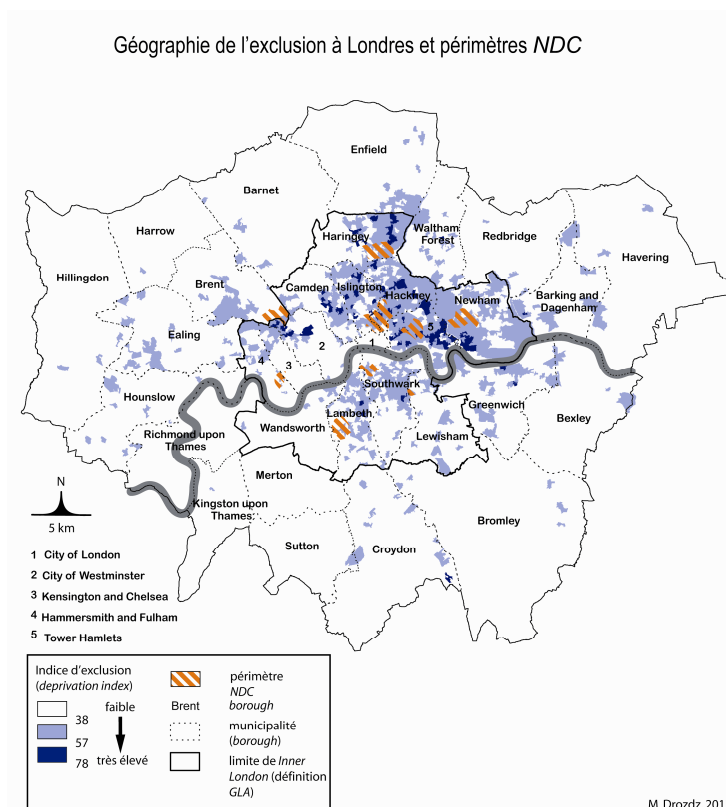 Géographie de l'exclusion à Londres et périmètres NDC
Enfield
Barnet
Harrow
Haringey
Waltham
Forest
Redbridge
Havering
Hillingdon
Brent
Camden
Islington
Hackney
Newham
Barking and
Dagenham
Ealing
1
2
3
4
5
Hounslow
Southwark
Greenwich
Bexley
Lambeth
Richmond upon
Thames
Wandsworth
Lewisham
Merton
Kingston upon
Thames
Bromley
Sutton
Croydon
N
5 km
1 City of London
2 City of Westminster
3 Kensington and Chelsea
4 Hammersmith and Fulham
5 Tower Hamlets
Indice d'exclusion
(deprivation index)
faible
38
57
78 très élevé
périmètre
NDC
Brent borough
municipalité
(borough)
limite de Inner
London (définition
GLA)
M. Drozdz, 201